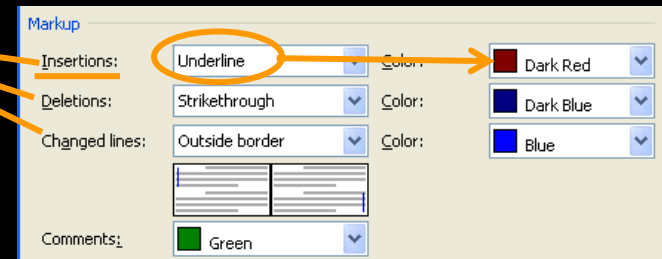 Markup
Insertions: Underline Color: Dark Red
Deletions: Strikethrough Color: Dark Blue
Changed lines: Outside border Color: Blue
Comments: Green